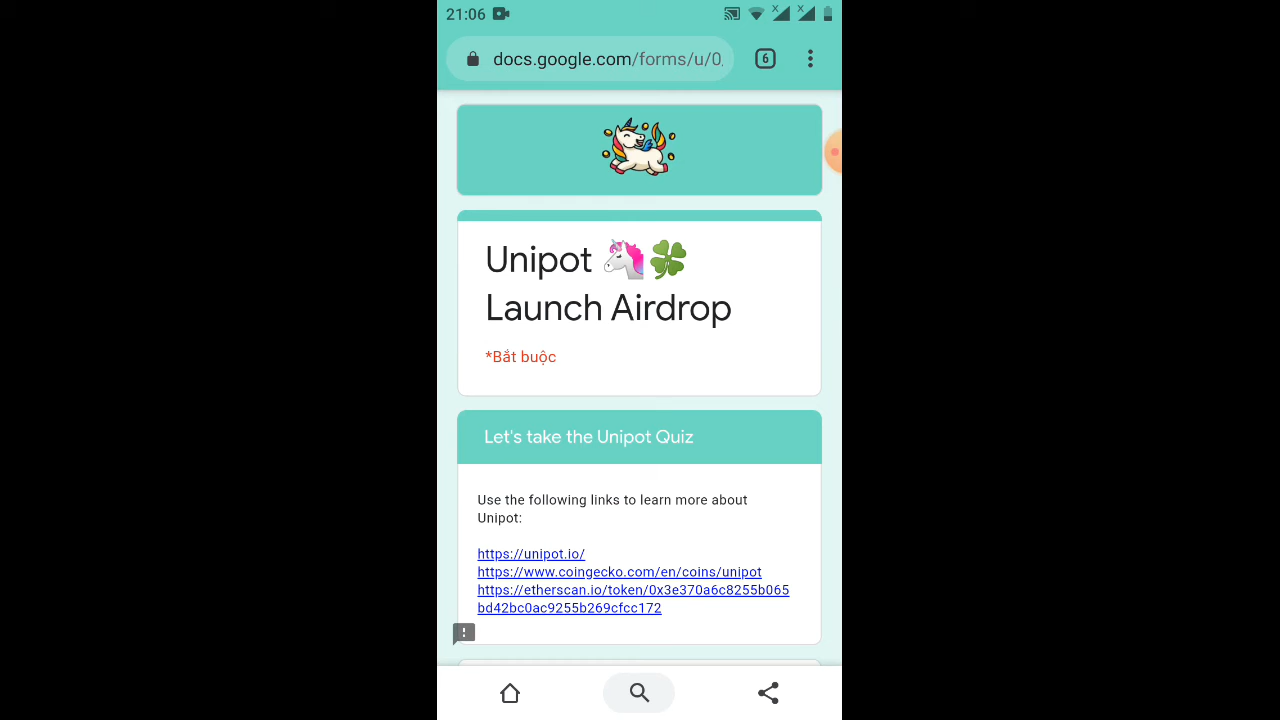 21:06
docs.google.com/forms/u/0
6
Unipot 🦄🍀
Launch Airdrop
*Bắt buộc
Let's take the Unipot Quiz
Use the following links to learn more about
Unipot:
https://unipot.io/
https://www.coingecko.com/en/coins/unipot
https://etherscan.io/token/0x3e370a6c8255b065
bd42bc0ac9255b269cfcc172